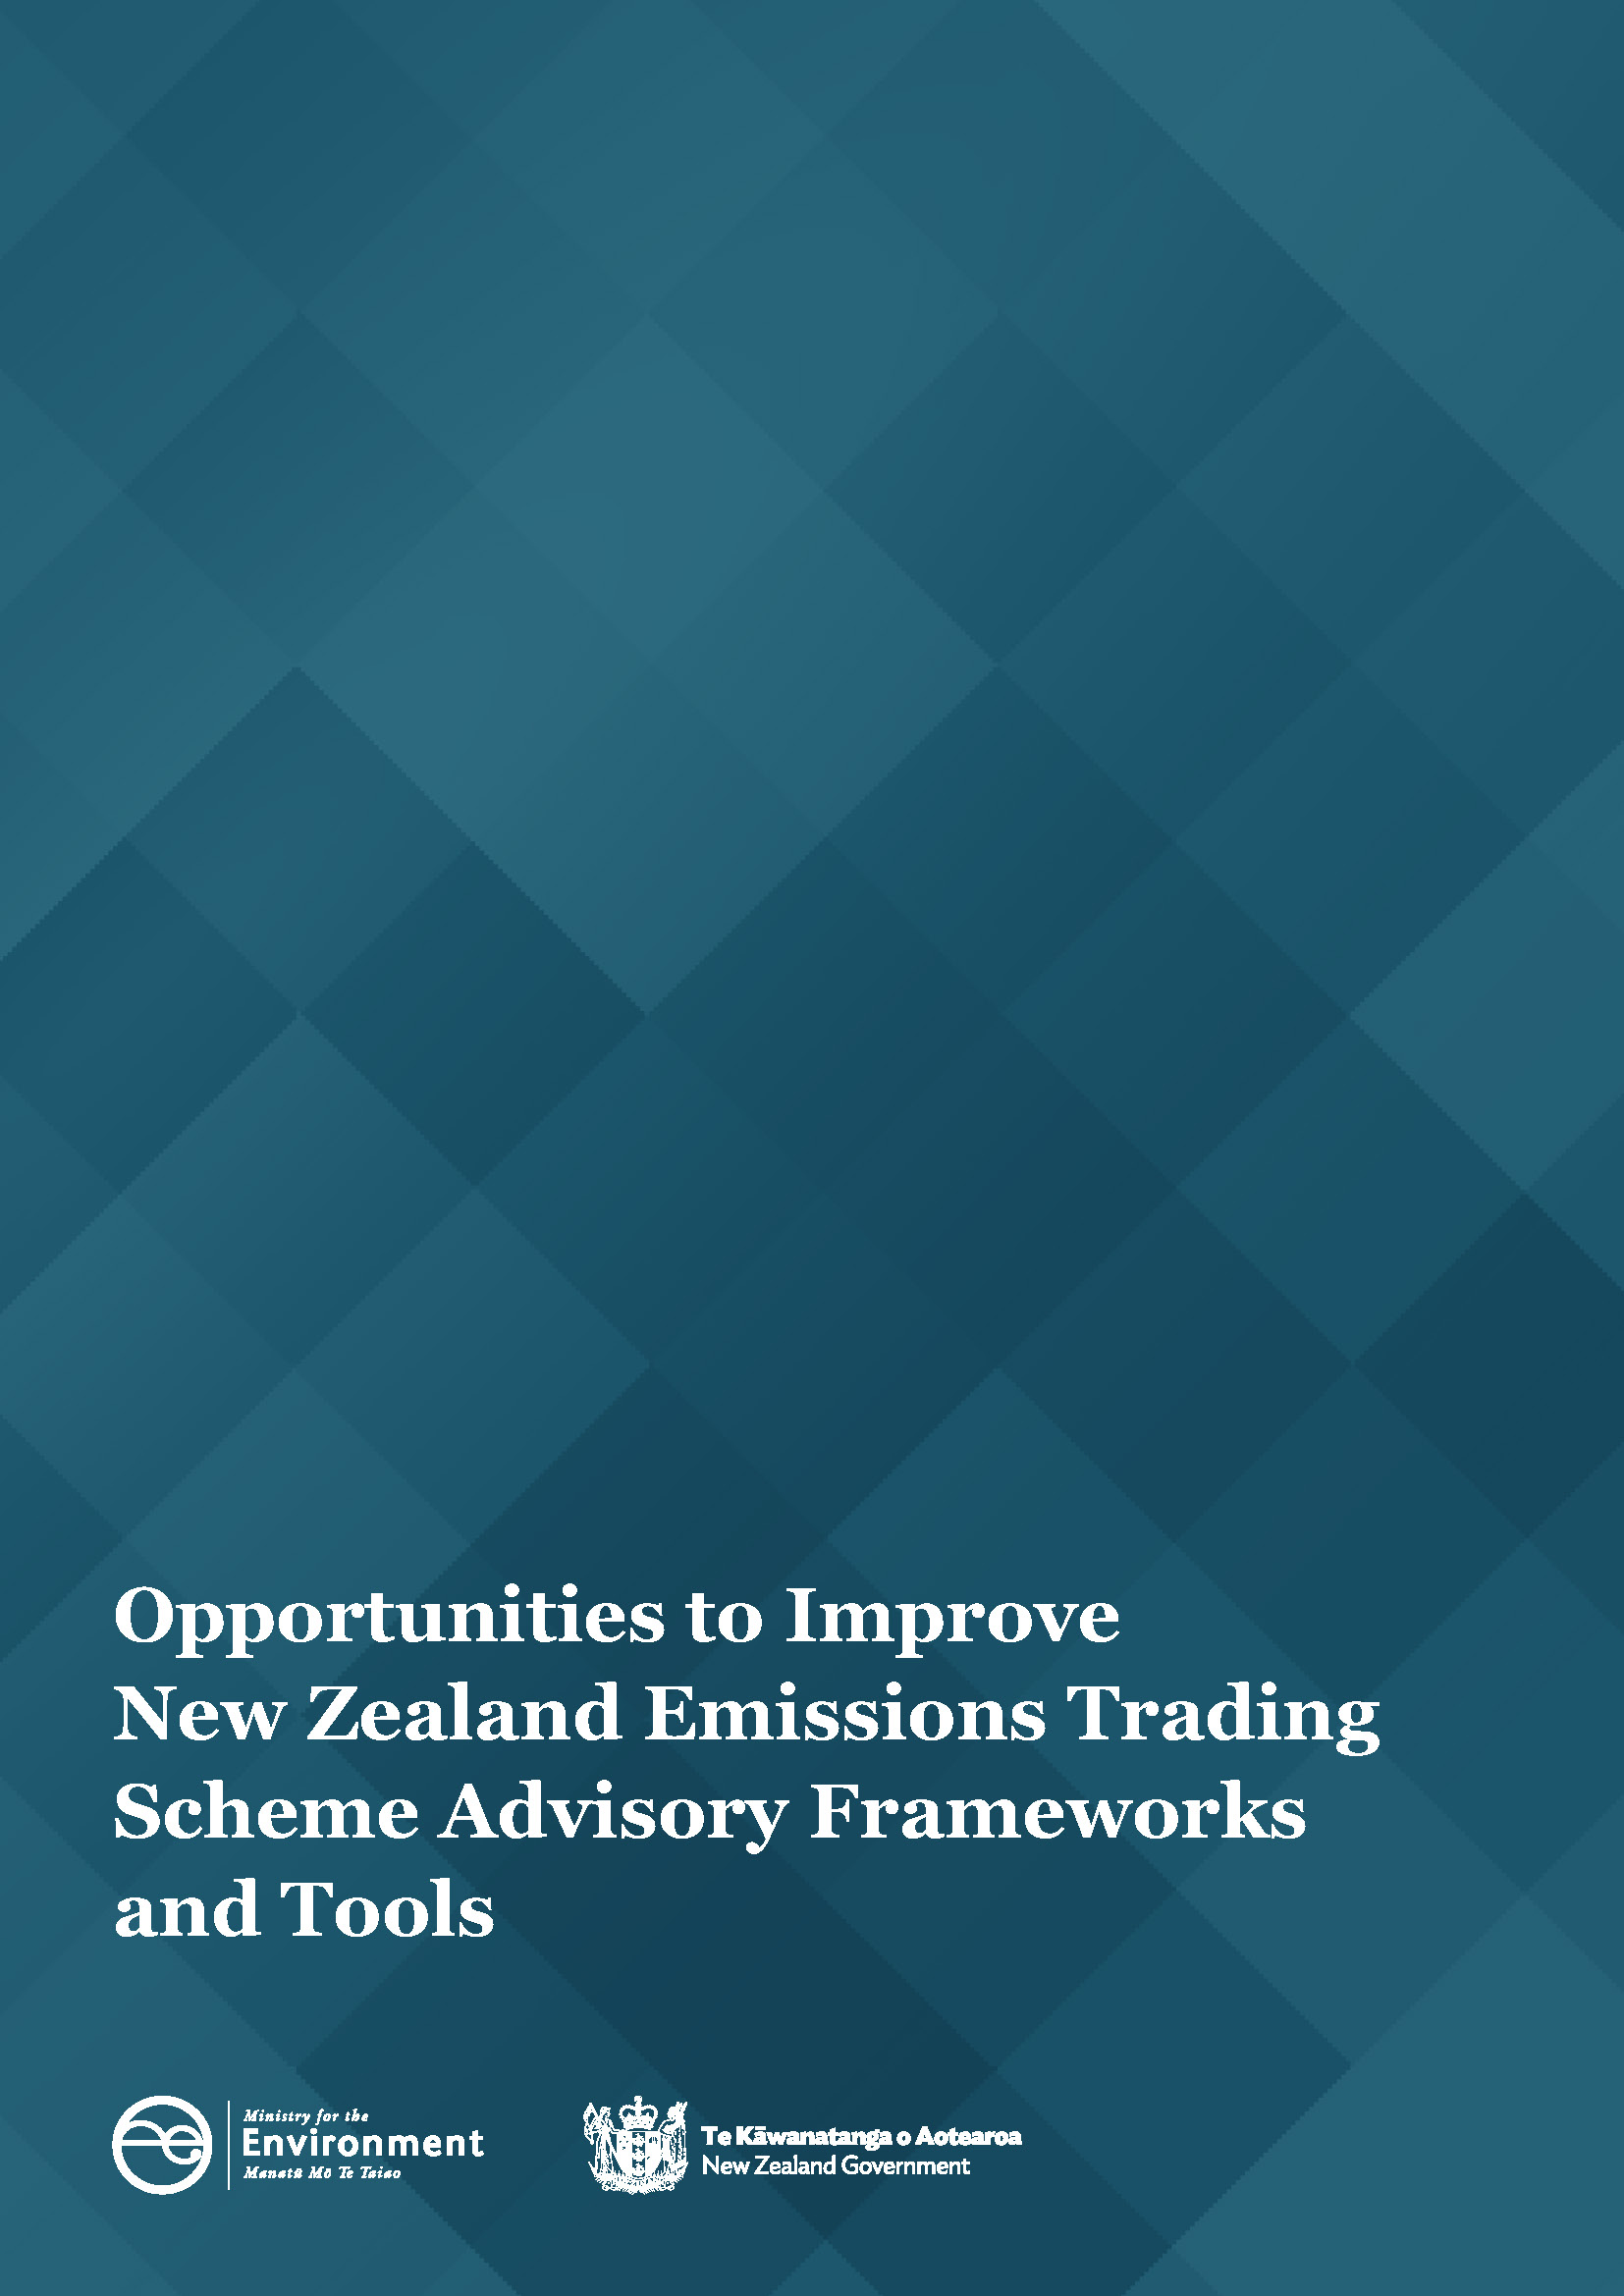 Opportunities to Improve
New Zealand Emissions Trading
Scheme Advisory Frameworks
and Tools
Ministry for the
Environment
Manatū Mō Te Taiao
Te Kāwanatanga o Aotearoa
New Zealand Government